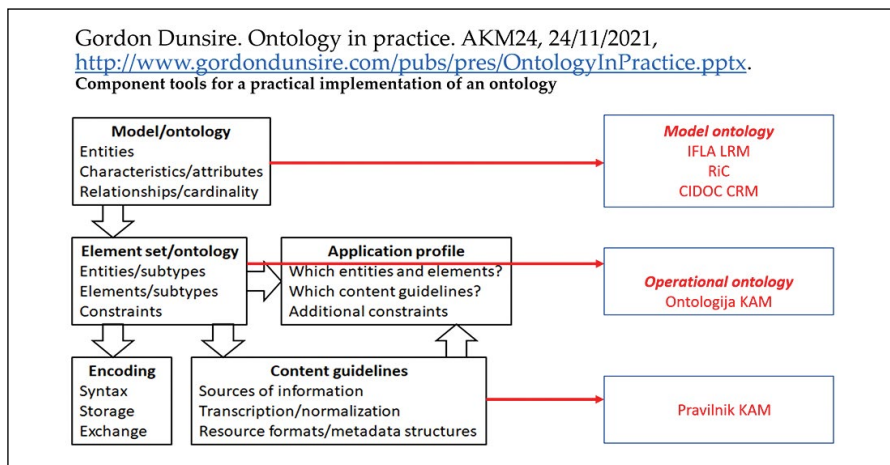 Gordon Dunsire. Ontology in practice. AKM24, 24/11/2021,
http://www.gordondunsire.com/pubs/pres/OntologyInPractice.pptx.
Component tools for a practical implementation of an ontology
Model/ontology
Entities
Characteristics/attributes
Relationships/cardinality
Model ontology
IFLA LRM
RiC
CIDOC CRM
Element set/ontology
Entities/subtypes
Elements/subtypes
Constraints
Application profile
Which entities and elements?
Which content guidelines?
Additional constraints
Operational ontology
Ontologija KAM
Encoding
Syntax
Storage
Exchange
Content guidelines
Sources of information
Transcription/normalization
Resource formats/metadata structures
Pravilnik KAM